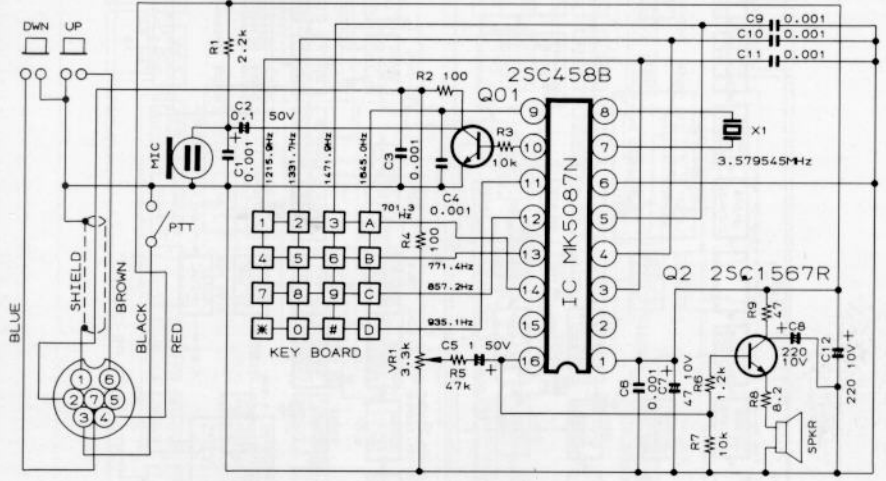 DWN UP
R1
2.2k
C2
0.1 50V
MIC
C1
0.001
1215.9Hz
1331.7Hz
1471.9Hz
1645.0Hz
C3
0.001
R2 100
Q01
2SC458B
R3
10k
C4
0.001
701.3
Hz
R4
100
771.4Hz
857.2Hz
935.1Hz
1 2 3 A
4 5 6 B
7 8 9 C
* 0 # D
KEY BOARD
VR1
3.3k
C5 1 50V
+
R5
47k
IC MK5087N
9 8
10 7
11 6
12 5
13 4
14 3
15 2
16 1
C9 0.001
C10 0.001
C11 0.001
X1
3.579545MHz
Q2 2SC1567R
R9
47
+C8
220
10V
C12
220 10V+
C6
0.001
C7+
47 10V
R6
1.2k
R7
10k
R8
8.2
SPKR
PTT
SHIELD
BROWN
BLUE
BLACK
RED
1 6
2 7 5
3 4